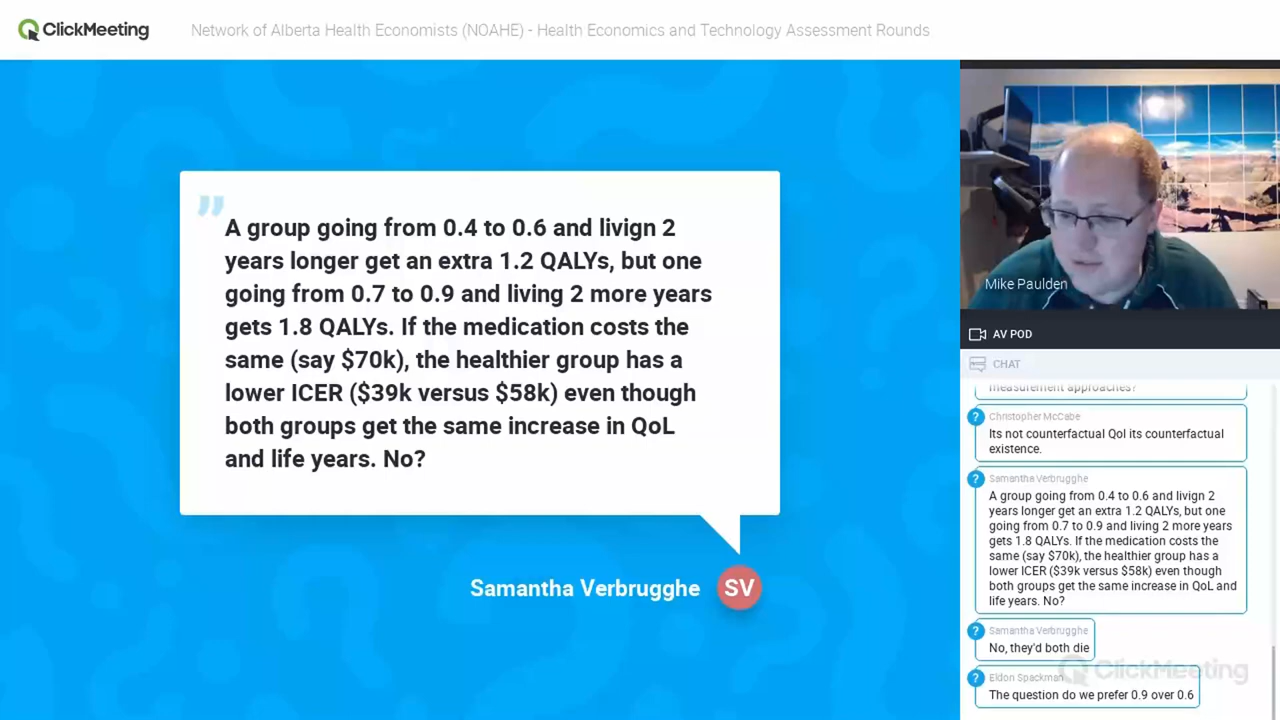 ClickMeeting
Network of Alberta Health Economists (NOAHE) - Health Economics and Technology Assessment Rounds
A group going from 0.4 to 0.6 and livign 2
years longer get an extra 1.2 QALYs, but one
going from 0.7 to 0.9 and living 2 more years
gets 1.8 QALYs. If the medication costs the
same (say $70k), the healthier group has a
lower ICER ($39k versus $58k) even though
both groups get the same increase in QoL
and life years. No?
Samantha Verbrugghe
SV
Mike Paulden
AV POD
CHAT
measurement approaches?
Christopher McCabe
Its not counterfactual Qol its counterfactual
existence.
Samantha Verbrugghe
A group going from 0.4 to 0.6 and livign 2
years longer get an extra 1.2 QALYs, but one
going from 0.7 to 0.9 and living 2 more years
gets 1.8 QALYs. If the medication costs the
same (say $70k), the healthier group has a
lower ICER ($39k versus $58k) even though
both groups get the same increase in QoL and
life years. No?
Samantha Verbrugghe
No, they'd both die
Eldon Spackman
The question do we prefer 0.9 over 0.6
ClickMeeting